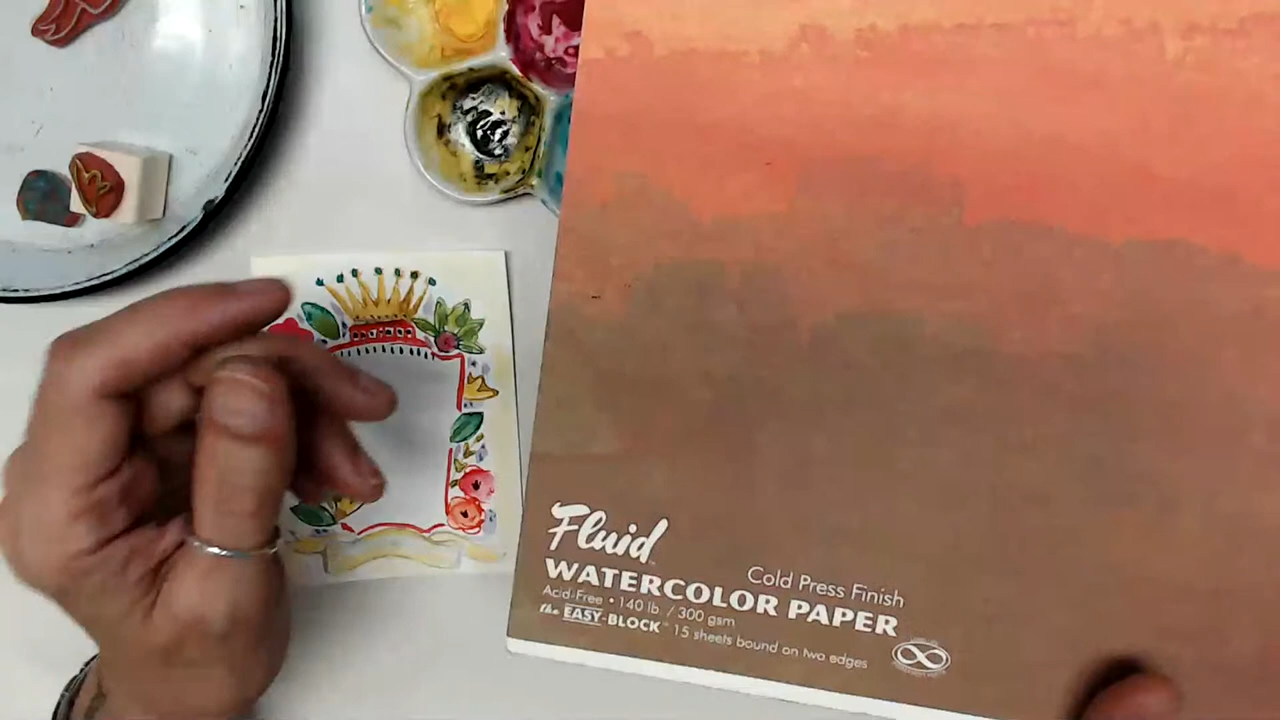 Fluid™
WATERCOLOR PAPER
Cold Press Finish
Acid-Free • 140 lb. / 300 gsm
the EASY-BLOCK™ 15 sheets bound on two edges